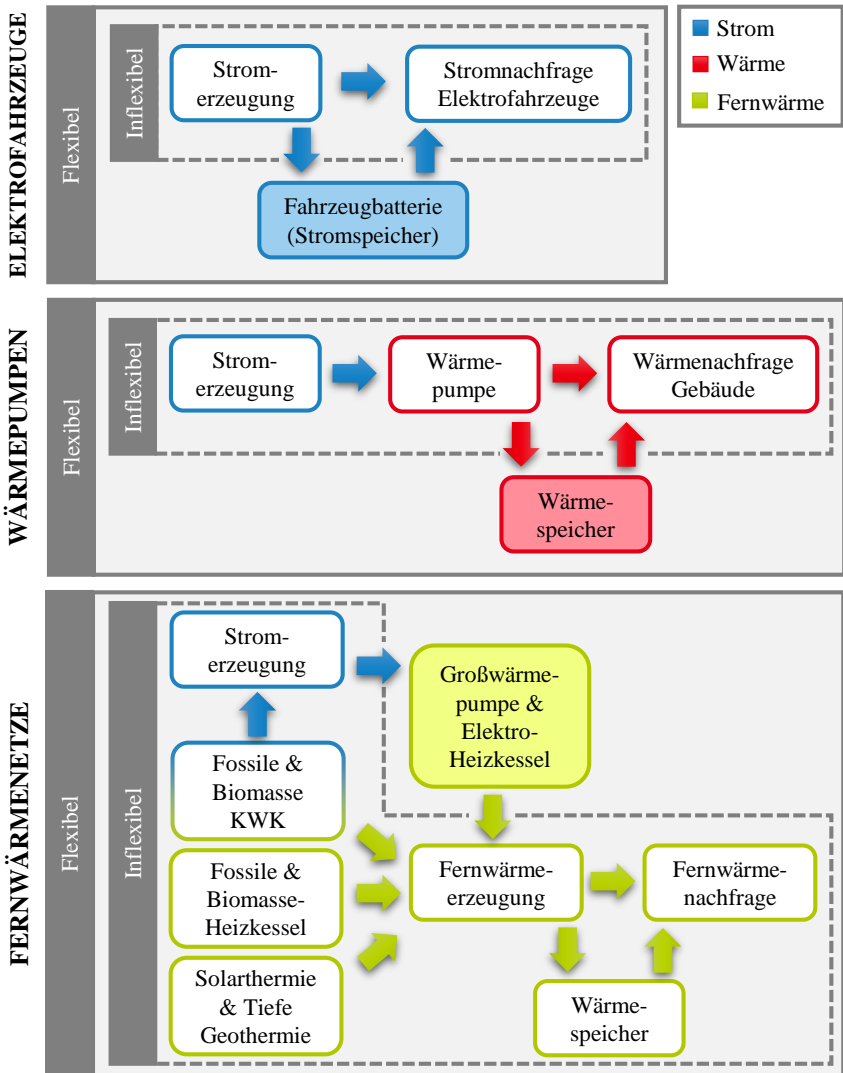 ELEKTROFAHRZEUGE
Flexibel
Inflexibel
Strom-
erzeugung
Stromnachfrage
Elektrofahrzeuge
Fahrzeugbatterie
(Stromspeicher)
Strom
Wärme
Fernwärme
WÄRMEPUMPEN
Flexibel
Inflexibel
Strom-
erzeugung
Wärme-
pumpe
Wärmenachfrage
Gebäude
Wärme-
speicher
FERNWÄRMENETZE
Flexibel
Inflexibel
Strom-
erzeugung
Großwärme-
pumpe &
Elektro-
Heizkessel
Fossile &
Biomasse
KWK
Fossile &
Biomasse-
Heizkessel
Fernwärme-
erzeugung
Fernwärme-
nachfrage
Solarthermie
& Tiefe
Geothermie
Wärme-
speicher